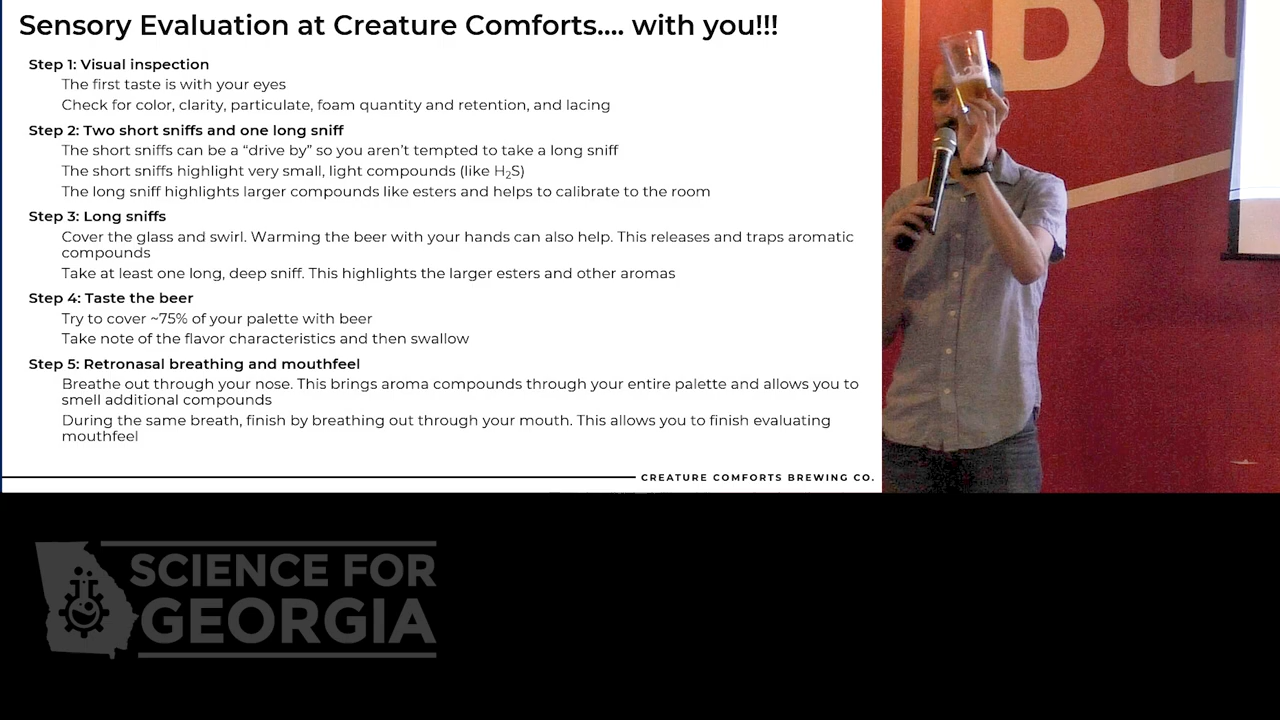 Sensory Evaluation at Creature Comforts.... with you!!!
Step 1: Visual inspection
The first taste is with your eyes
Check for color, clarity, particulate, foam quantity and retention, and lacing
Step 2: Two short sniffs and one long sniff
The short sniffs can be a “drive by” so you aren’t tempted to take a long sniff
The short sniffs highlight very small, light compounds (like H₂S)
The long sniff highlights larger compounds like esters and helps to calibrate to the room
Step 3: Long sniffs
Cover the glass and swirl. Warming the beer with your hands can also help. This releases and traps aromatic
compounds
Take at least one long, deep sniff. This highlights the larger esters and other aromas
Step 4: Taste the beer
Try to cover ~75% of your palette with beer
Take note of the flavor characteristics and then swallow
Step 5: Retronasal breathing and mouthfeel
Breathe out through your nose. This brings aroma compounds through your entire palette and allows you to
smell additional compounds
During the same breath, finish by breathing out through your mouth. This allows you to finish evaluating
mouthfeel
CREATURE COMFORTS BREWING CO.
Bu
SCIENCE FOR
GEORGIA